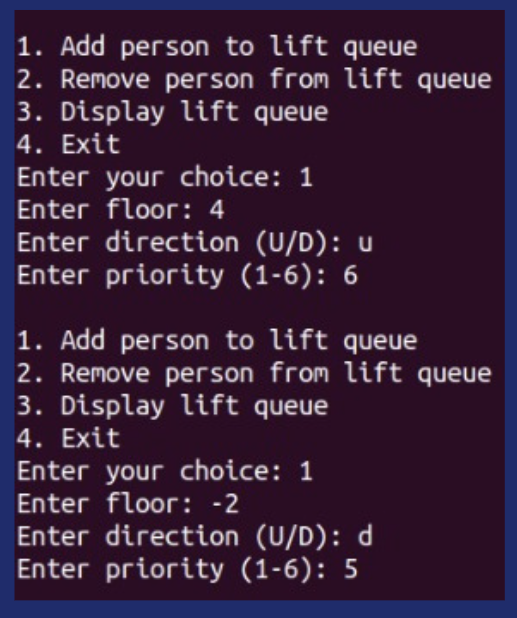 1. Add person to lift queue
2. Remove person from lift queue
3. Display lift queue
4. Exit
Enter your choice: 1
Enter floor: 4
Enter direction (U/D): u
Enter priority (1-6): 6
1. Add person to lift queue
2. Remove person from lift queue
3. Display lift queue
4. Exit
Enter your choice: 1
Enter floor: -2
Enter direction (U/D): d
Enter priority (1-6): 5